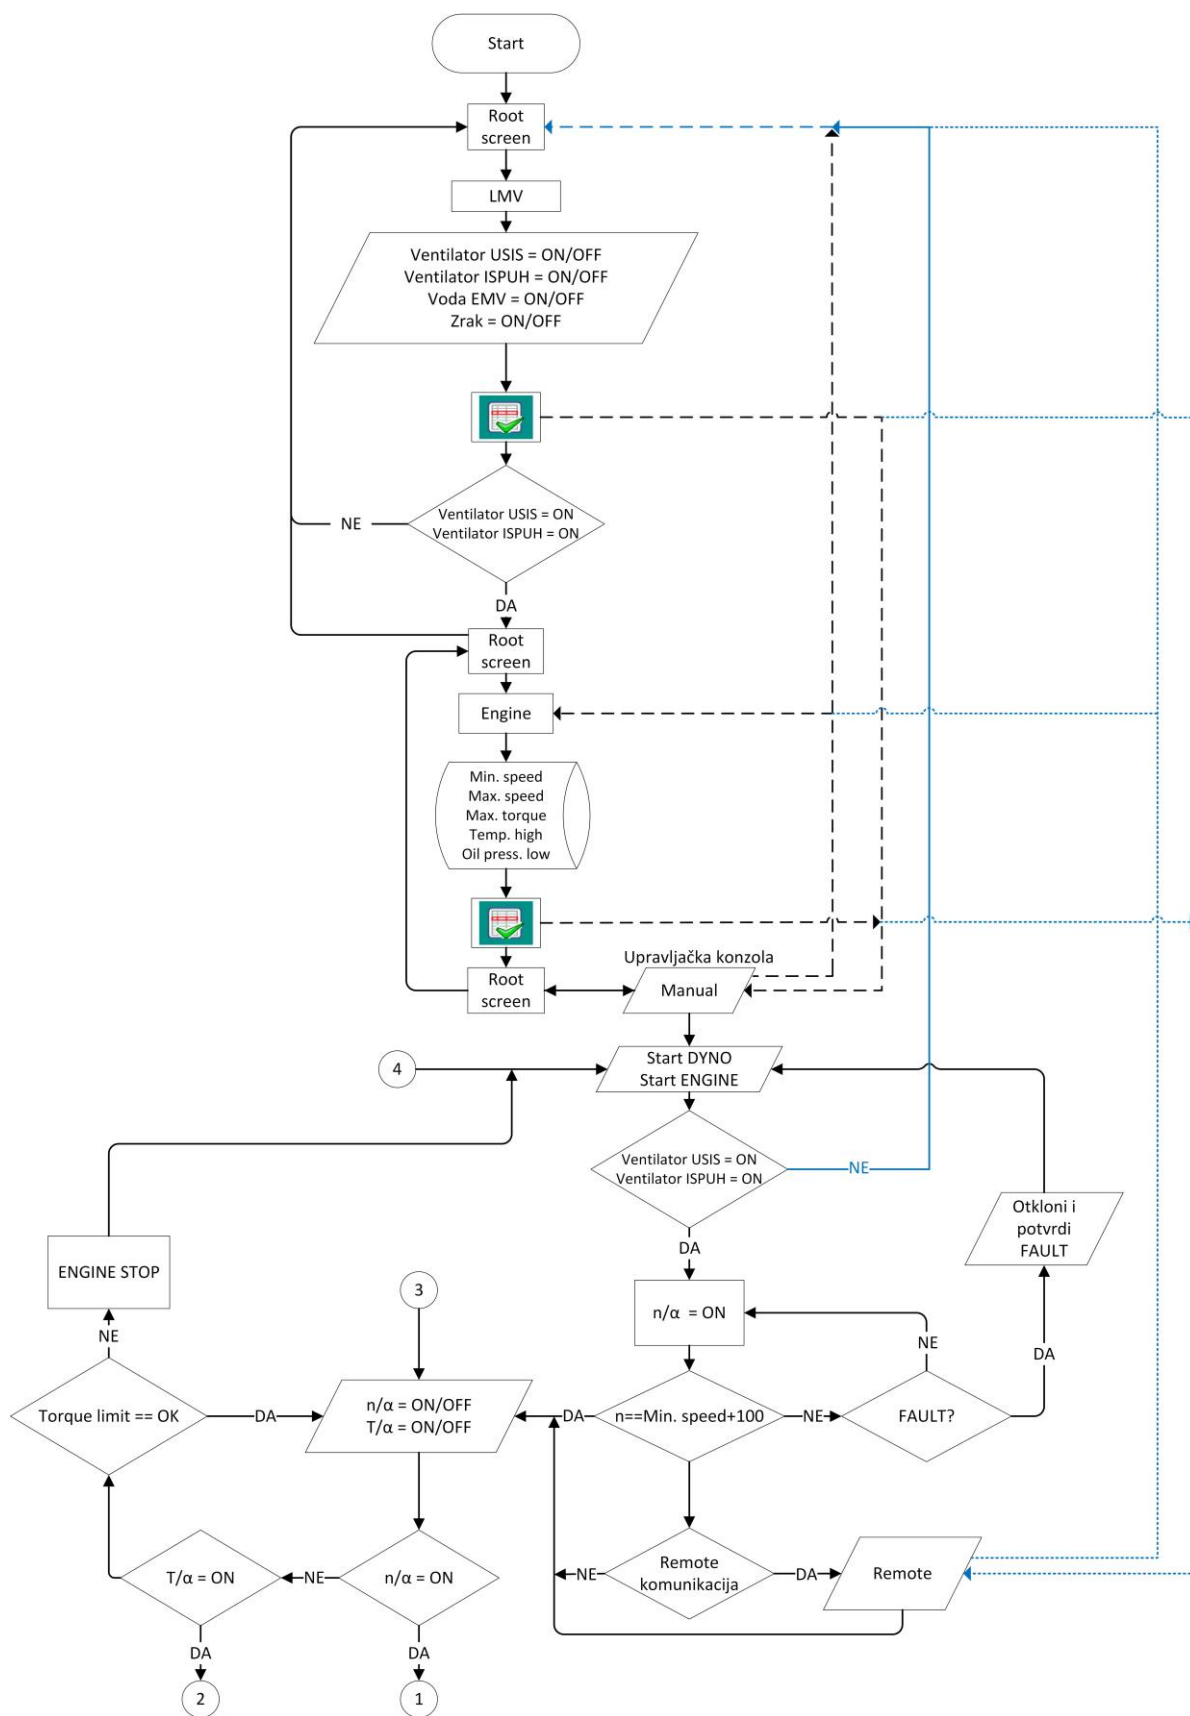 Start
Root
screen
LMV
Ventilator USIS = ON/OFF
Ventilator ISPUH = ON/OFF
Voda EMV = ON/OFF
Zrak = ON/OFF
Ventilator USIS = ON
Ventilator ISPUH = ON
NE
DA
Root
screen
Engine
Min. speed
Max. speed
Max. torque
Temp. high
Oil press. low
Root
screen
Upravljačka konzola
Manual
4
Start DYNO
Start ENGINE
Ventilator USIS = ON
Ventilator ISPUH = ON
NE
DA
Otkloni i
potvrdi
FAULT
ENGINE STOP
3
n/α = ON
NE
NE
DA
Torque limit == OK
DA
n/α = ON/OFF
T/α = ON/OFF
DA
n==Min. speed+100
NE
FAULT?
T/α = ON
NE
n/α = ON
NE
Remote
komunikacija
DA
Remote
DA
DA
2
1